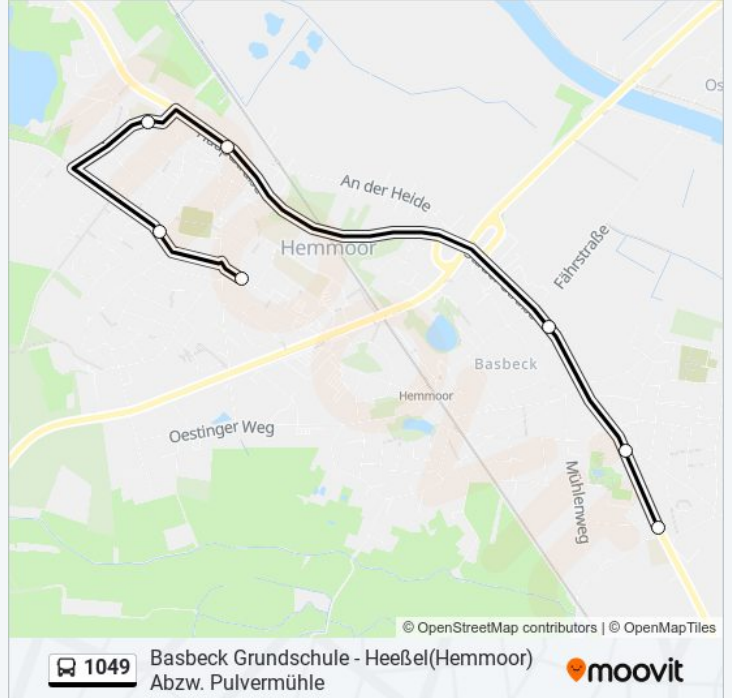 Os
An der Heide
Hemmoor
Fährstraße
Basbeck
Hemmoor
Oestinger Weg
Mühlenweg
© OpenStreetMap contributors | © OpenMapTiles
1049
Basbeck Grundschule - Heeßel(Hemmoor)
Abzw. Pulvermühle
moovit